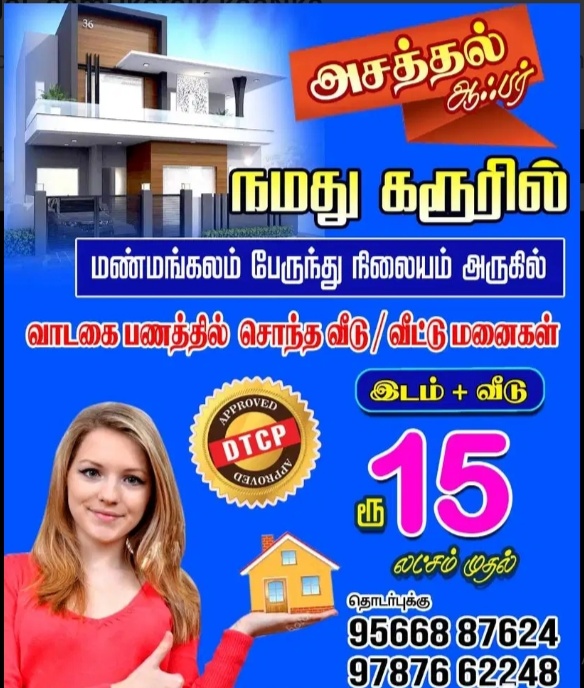 36
அசத்தல்
ஆஃபர்
நமது கரூரில்
மண்மங்கலம் பேருந்து நிலையம் அருகில்
வாடகை பணத்தில் சொந்த வீடு / வீட்டு மனைகள்
இடம் + வீடு
APPROVED
DTCP
APPROVED
ரூ 15
லட்சம் முதல்
தொடர்புக்கு
95668 87624
97876 62248